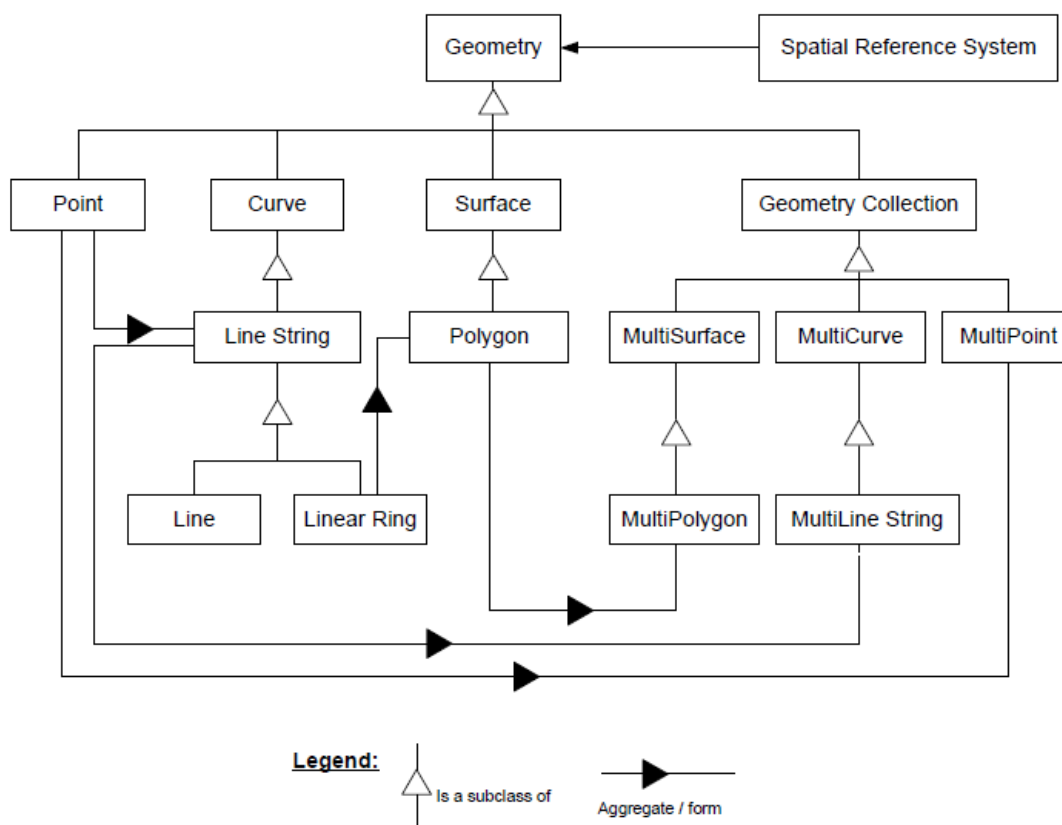 Geometry
Spatial Reference System
Point
Curve
Surface
Geometry Collection
Line String
Polygon
MultiSurface
MultiCurve
MultiPoint
Line
Linear Ring
MultiPolygon
MultiLine String
Legend:
Is a subclass of
Aggregate / form